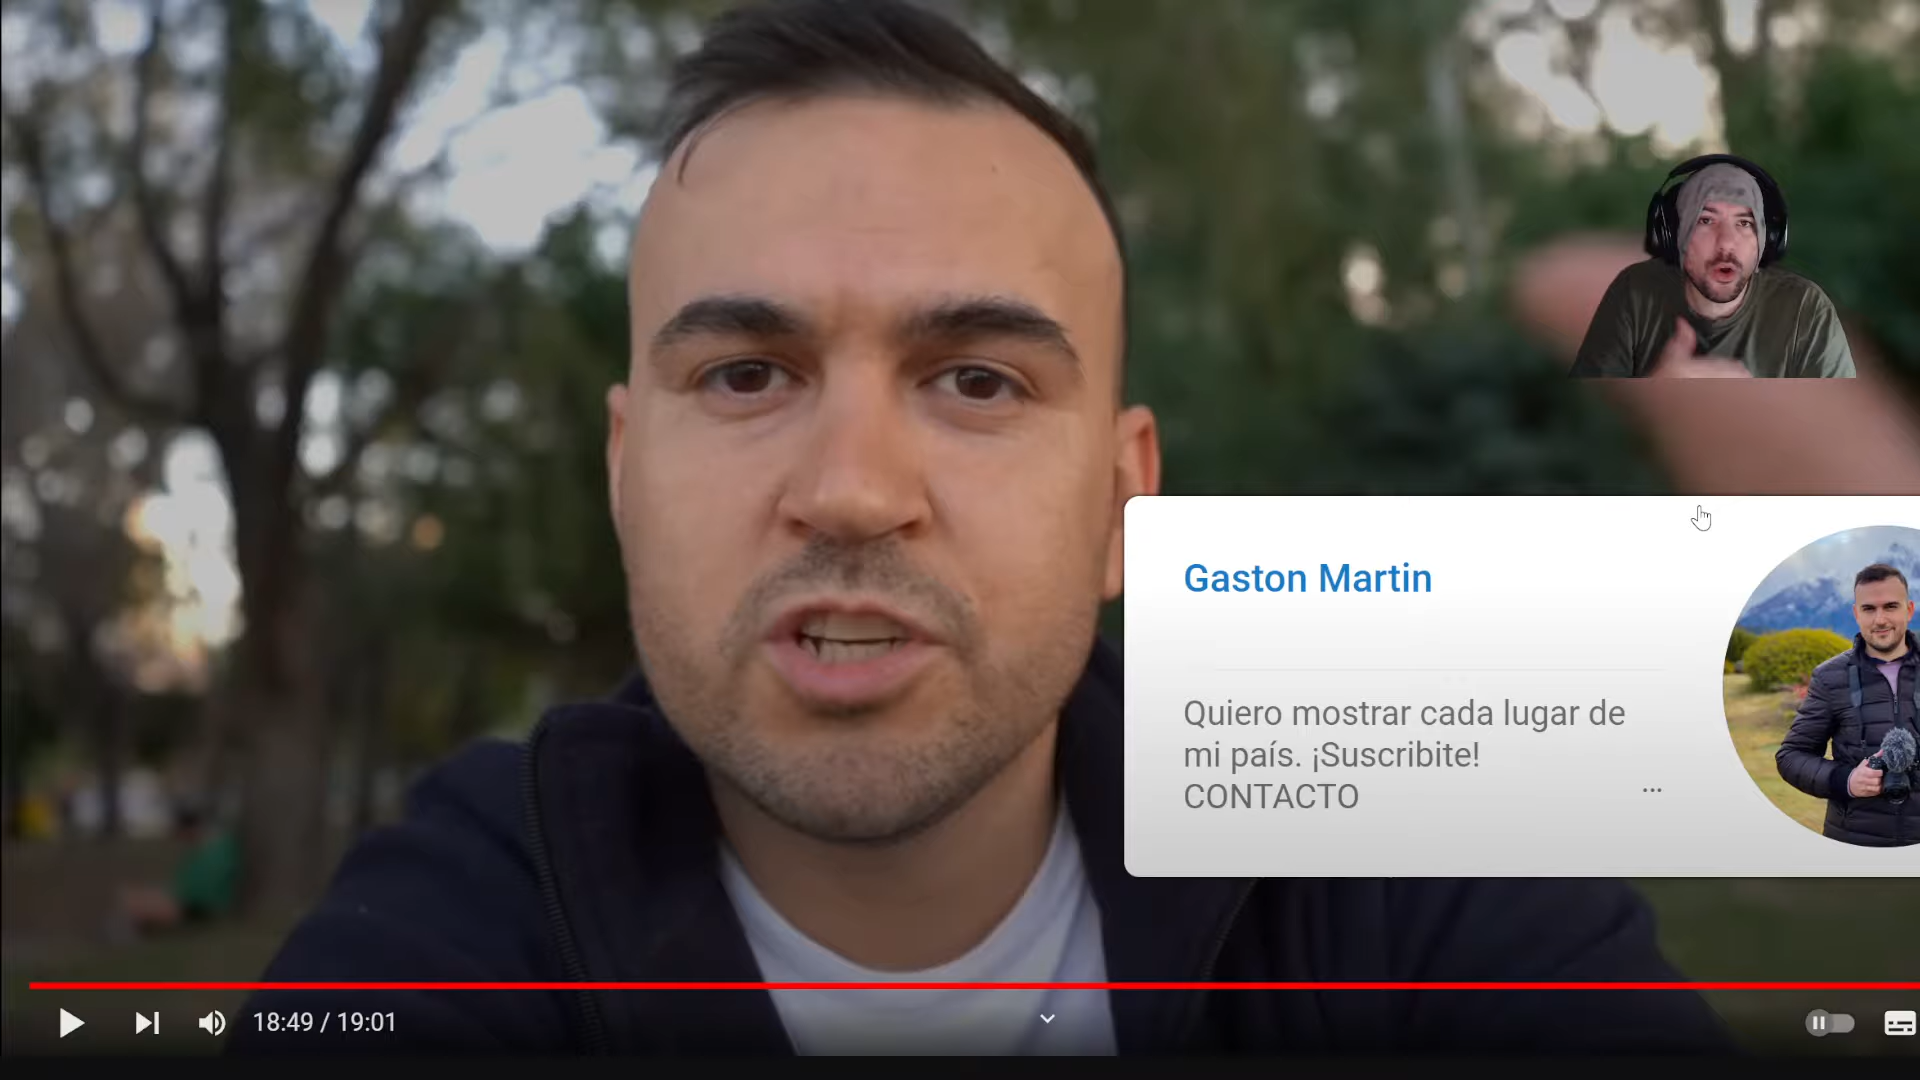 Gaston Martin
Quiero mostrar cada lugar de
mi país. ¡Suscribite!
CONTACTO
...
18:49 / 19:01